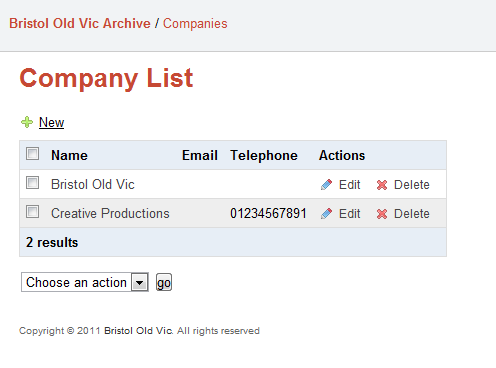 Bristol Old Vic Archive / Companies
Company List
New
Name Email Telephone Actions
Bristol Old Vic Edit Delete
Creative Productions 01234567891 Edit Delete
2 results
Choose an action go
Copyright © 2011 Bristol Old Vic. All rights reserved